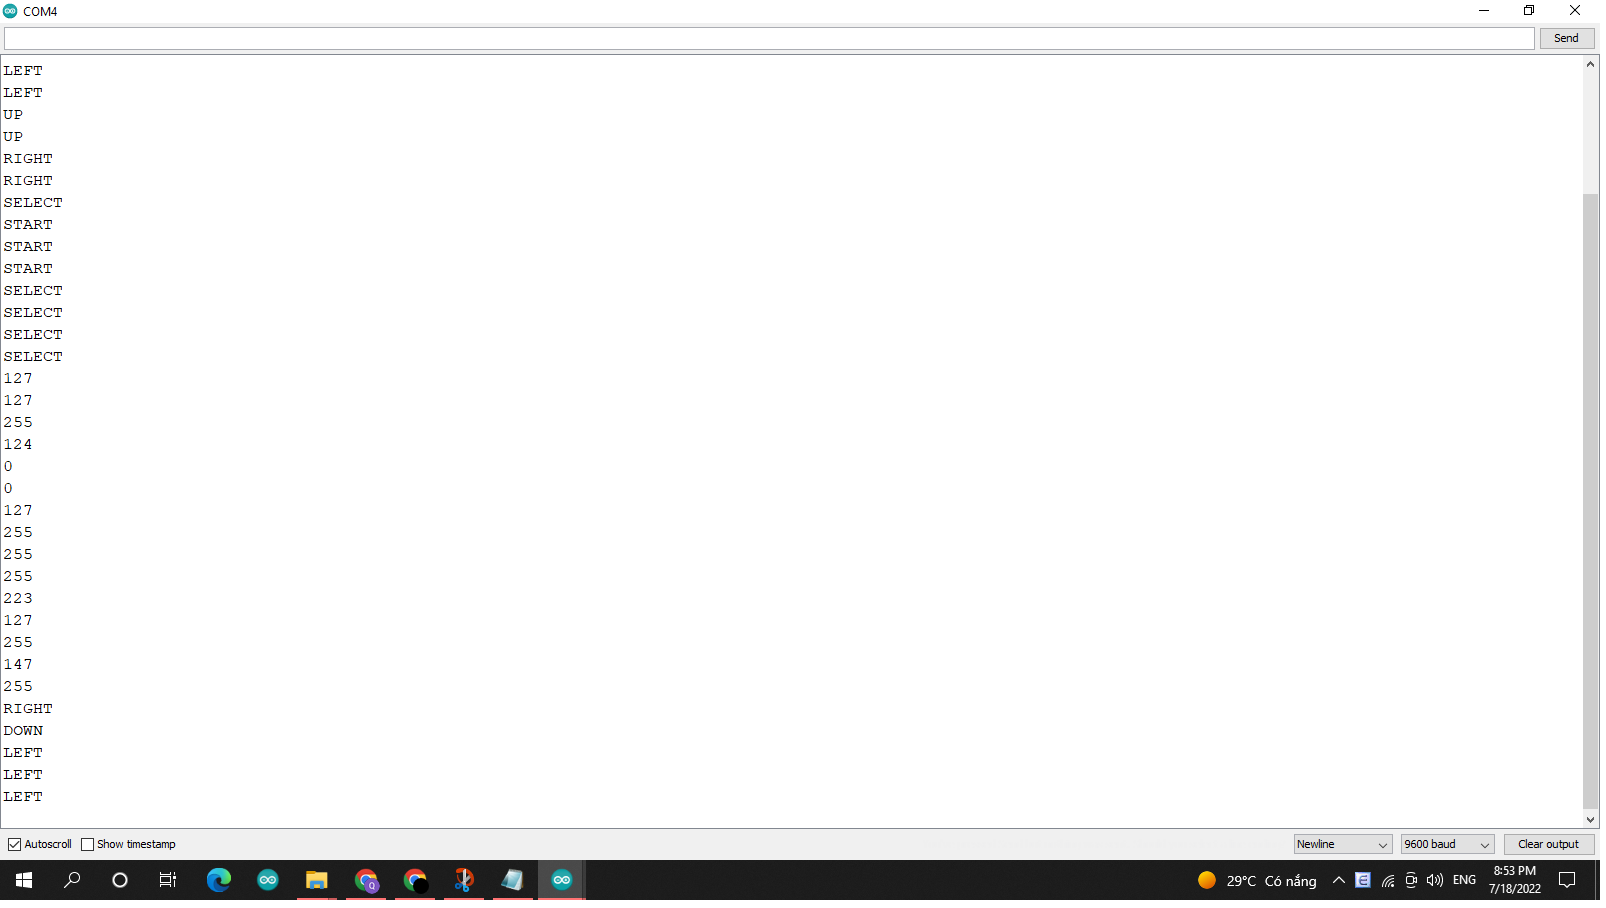 COM4
Send
LEFT
LEFT
UP
UP
RIGHT
RIGHT
SELECT
START
START
START
SELECT
SELECT
SELECT
SELECT
127
127
255
124
0
0
127
255
255
255
223
127
255
147
255
RIGHT
DOWN
LEFT
LEFT
LEFT
Autoscroll Show timestamp Newline 9600 baud Clear output
Q 29°C Có nắng E ENG 8:53 PM
7/18/2022